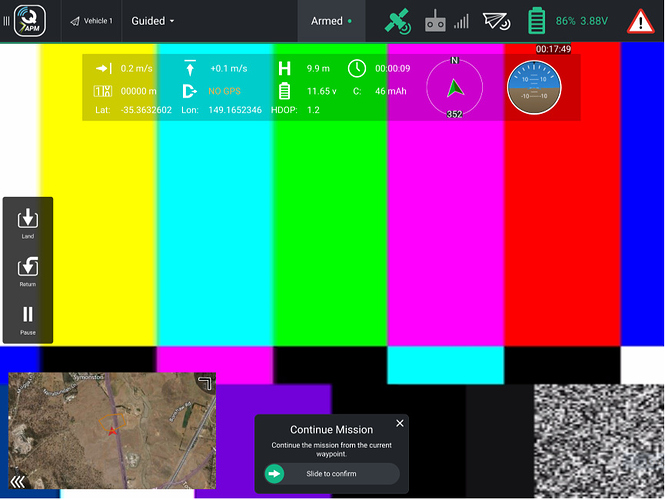 APM
Vehicle 1
Guided
Armed
86% 3.88V
00:17:49
0.2 m/s
+0.1 m/s
H 9.9 m
00:00:09
N
00000 m
NO GPS
11.65 v
C: 46 mAh
10 10
-10 -10
352
Lat: -35.3632602 Lon: 149.1652346 HDOP: 1.2
Land
Return
Pause
Symonston
Continue Mission
Continue the mission from the current
waypoint.
Slide to confirm